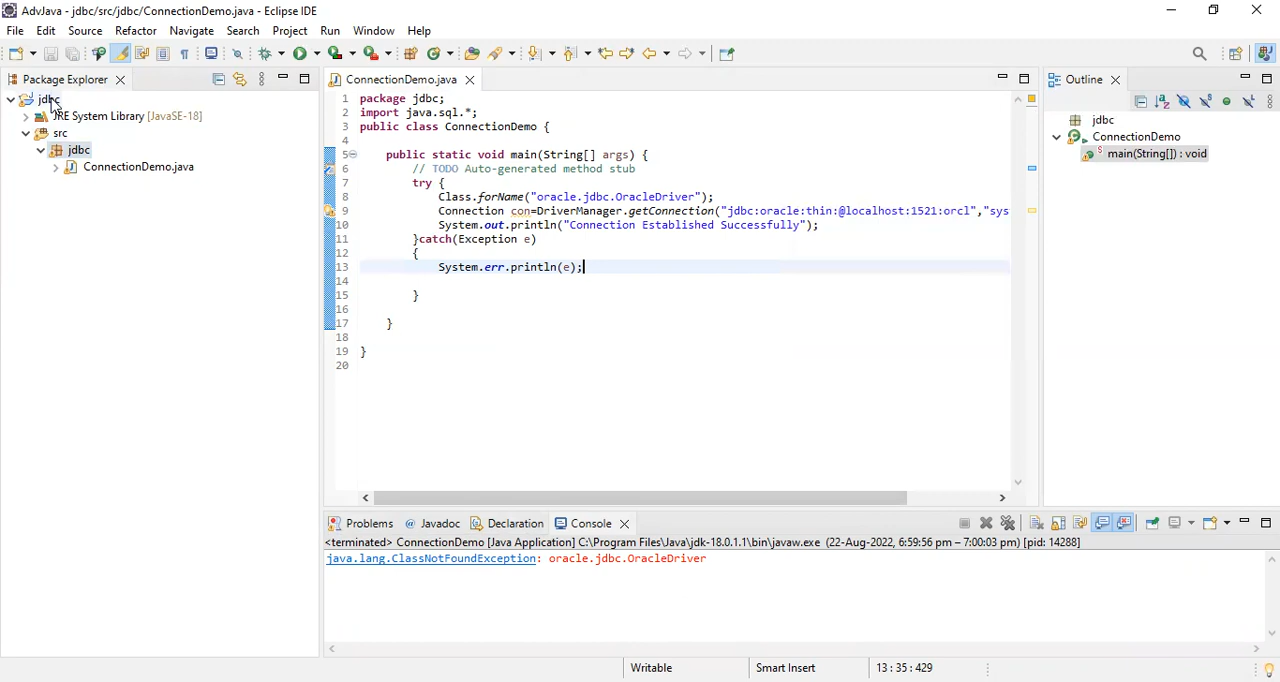 AdvJava - jdbc/src/jdbc/ConnectionDemo.java - Eclipse IDE
File Edit Source Refactor Navigate Search Project Run Window Help
Package Explorer
jdbc
JRE System Library [JavaSE-18]
src
jdbc
ConnectionDemo.java
ConnectionDemo.java
1 package jdbc;
2 import java.sql.*;
3 public class ConnectionDemo {
4
5 public static void main(String[] args) {
6 // TODO Auto-generated method stub
7 try {
8 Class.forName("oracle.jdbc.OracleDriver");
9 Connection con=DriverManager.getConnection("jdbc:oracle:thin:@localhost:1521:orcl","sys
10 System.out.println("Connection Established Successfully");
11 }catch(Exception e)
12 {
13 System.err.println(e);
14
15 }
16
17 }
18
19 }
20
Outline
jdbc
ConnectionDemo
main(String[]) : void
Problems @ Javadoc Declaration Console
<terminated> ConnectionDemo [Java Application] C:\Program Files\Java\jdk-18.0.1.1\bin\javaw.exe (22-Aug-2022, 6:59:56 pm – 7:00:03 pm) [pid: 14288]
java.lang.ClassNotFoundException: oracle.jdbc.OracleDriver
Writable Smart Insert 13 : 35 : 429